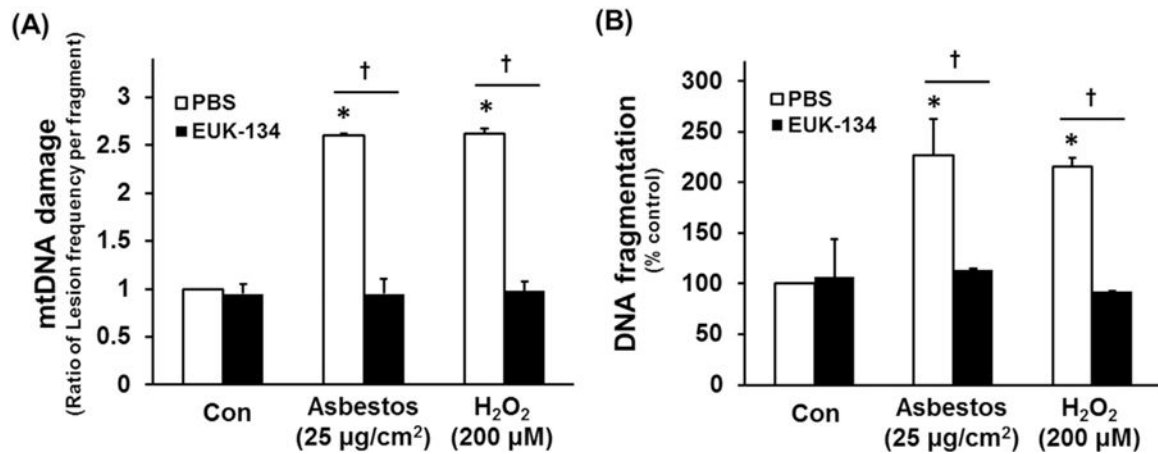 (A)
mtDNA damage
(Ratio of Lesion frequency per fragment)
3
2.5
2
1
0.5
0
PBS
EUK-134
†
†
*
*
Con
Asbestos
(25 µg/cm²)
H₂O₂
(200 µM)
(B)
DNA fragmentation
(% control)
300
250
200
150
100
50
0
PBS
EUK-134
†
†
*
*
Con
Asbestos
(25 µg/cm²)
H₂O₂
(200 µM)